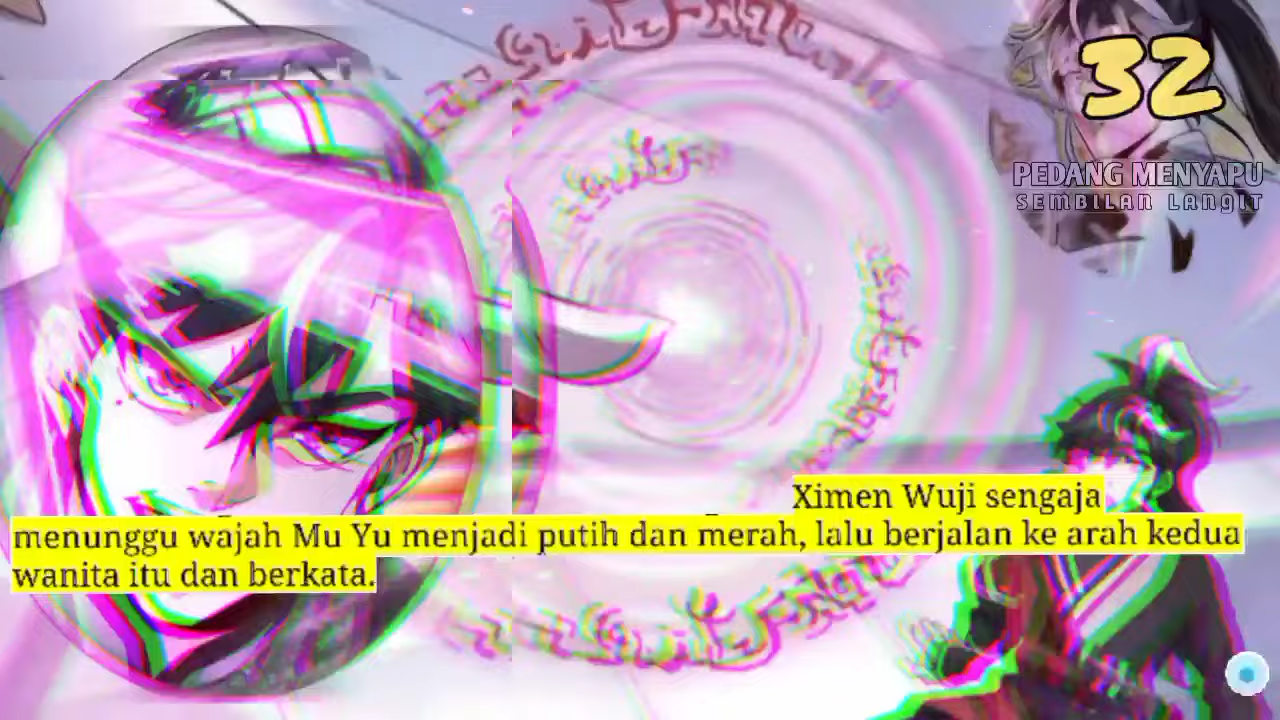 32
PEDANG MENYAPU
SEMBILAN LANGIT
Ximen Wuji sengaja
menunggu wajah Mu Yu menjadi putih dan merah, lalu berjalan ke arah kedua
wanita itu dan berkata.